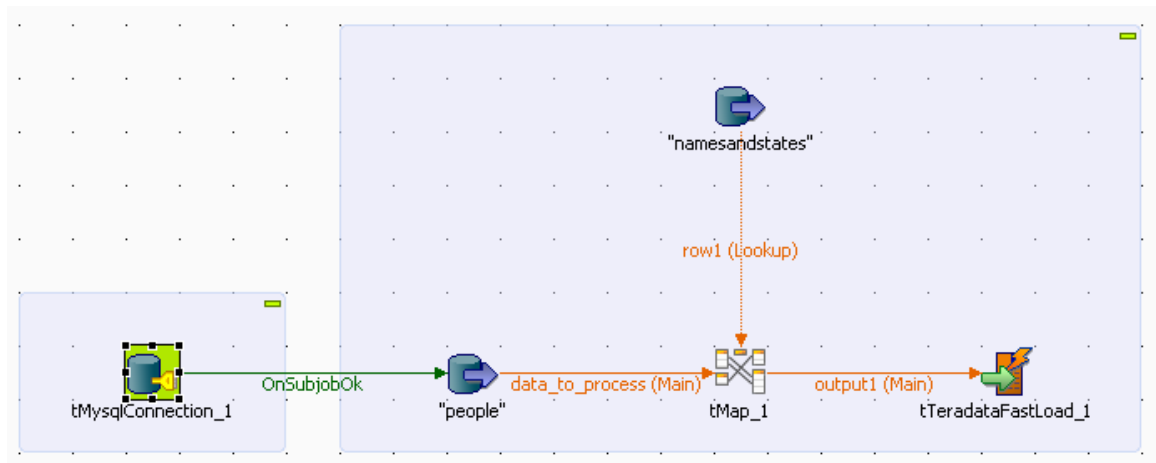 "namesandstates"
row1 (Lookup)
OnSubjobOk
data_to_process (Main)
output1 (Main)
tMysqlConnection_1
"people"
tMap_1
tTeradataFastLoad_1